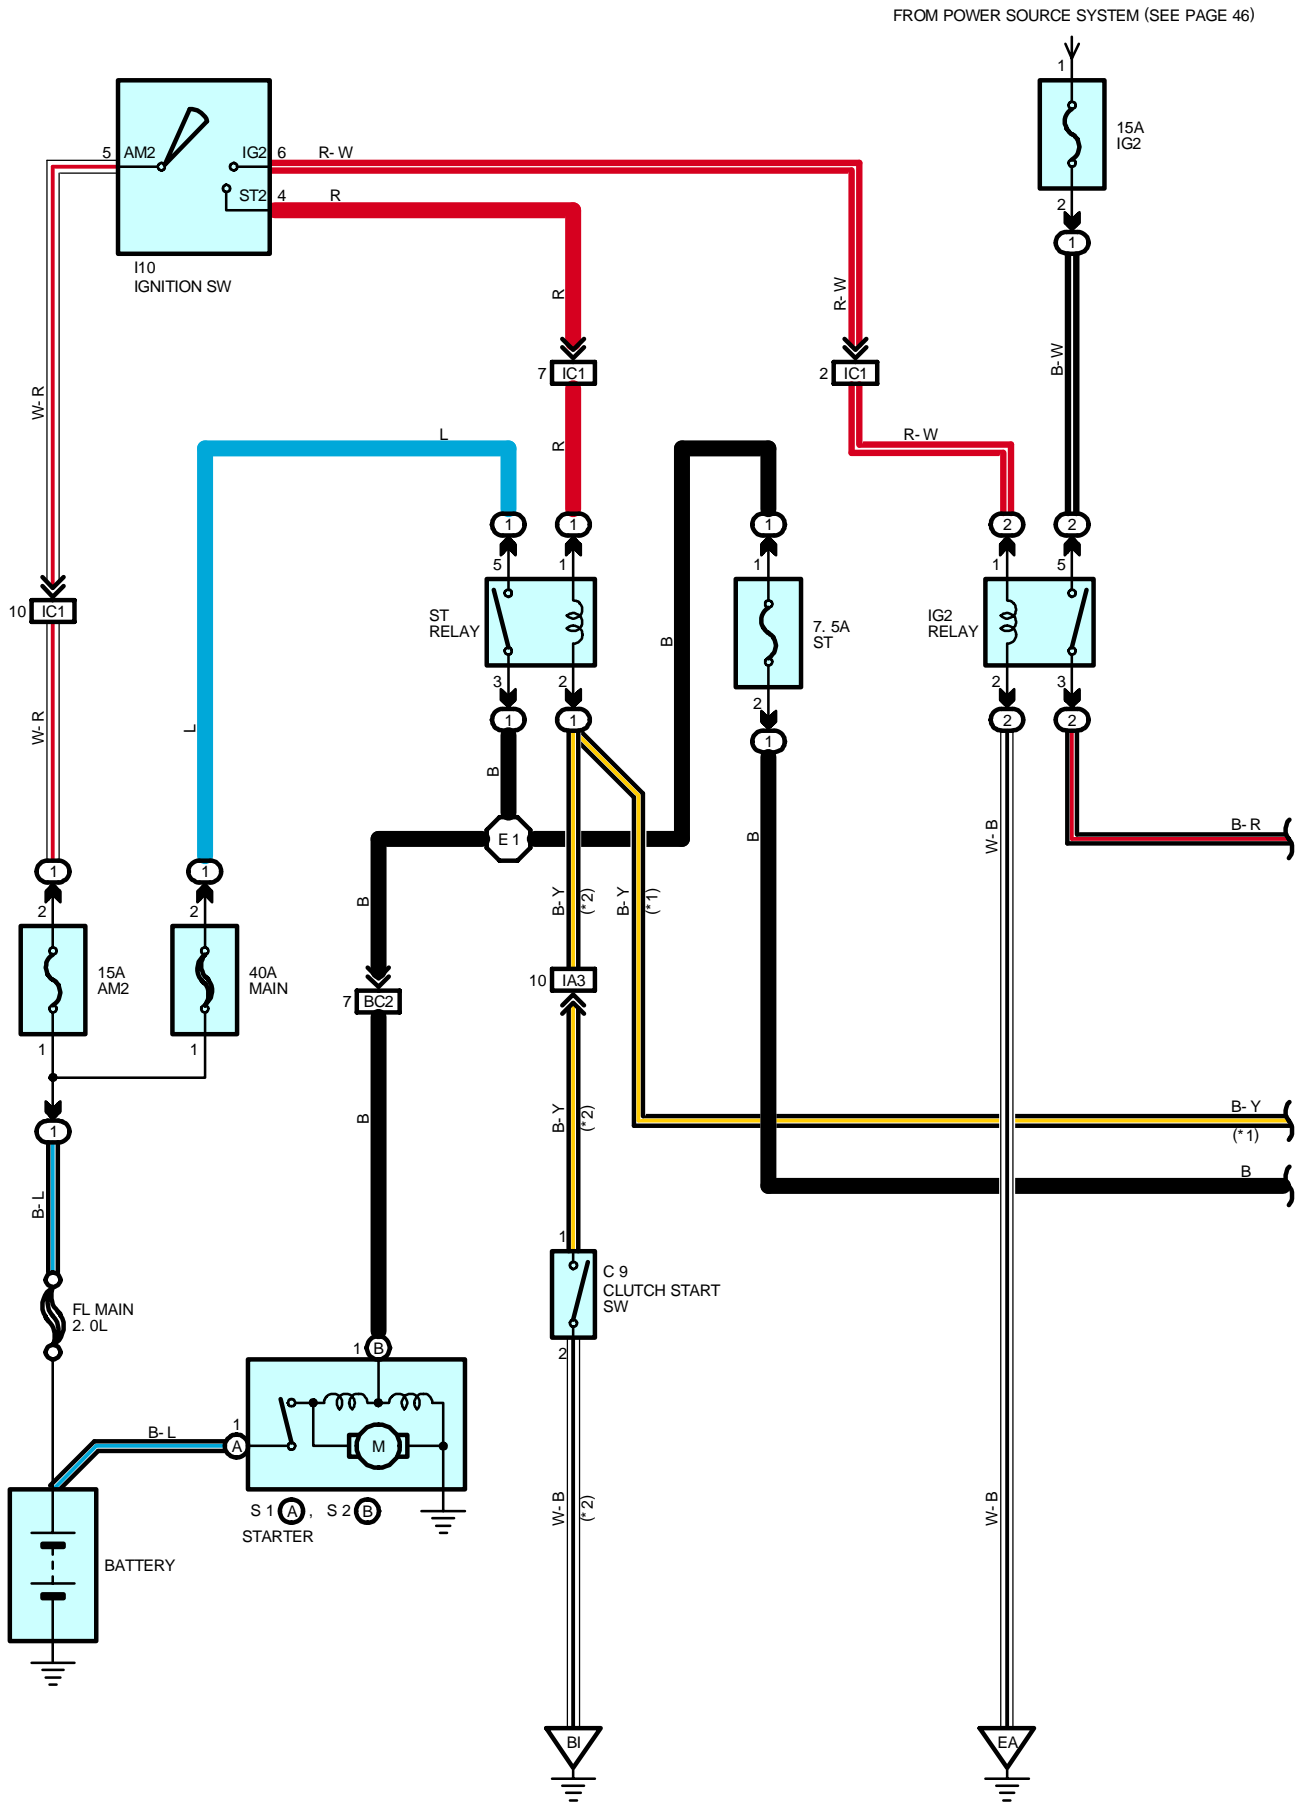 FROM POWER SOURCE SYSTEM (SEE PAGE 46)
1
15A
IG2
2
1
5 AM2
IG2 6 R-W
ST2 4 R
I10
IGNITION SW
R
R-W
B-W
7 IC1
2 IC1
W-R
L
R
R-W
1
1
1
2
2
5
1
1
1
5
10 IC1
ST
RELAY
B
7. 5A
ST
IG2
RELAY
3
2
2
2
3
1
1
1
2
2
W-R
L
B
E 1
B
W-B
B-R
1
1
2
2
B
B-Y
(*2)
B-Y
(*1)
15A
AM2
40A
MAIN
7 BC2
10 IA3
1
1
1
B
B-Y
(*2)
B-Y
(*1)
B
B-L
1
C 9
CLUTCH START
SW
2
FL MAIN
2. 0L
1 B
B-L
1
A
M
S 1 A , S 2 B
STARTER
W-B
(*2)
W-B
BATTERY
BI
EA